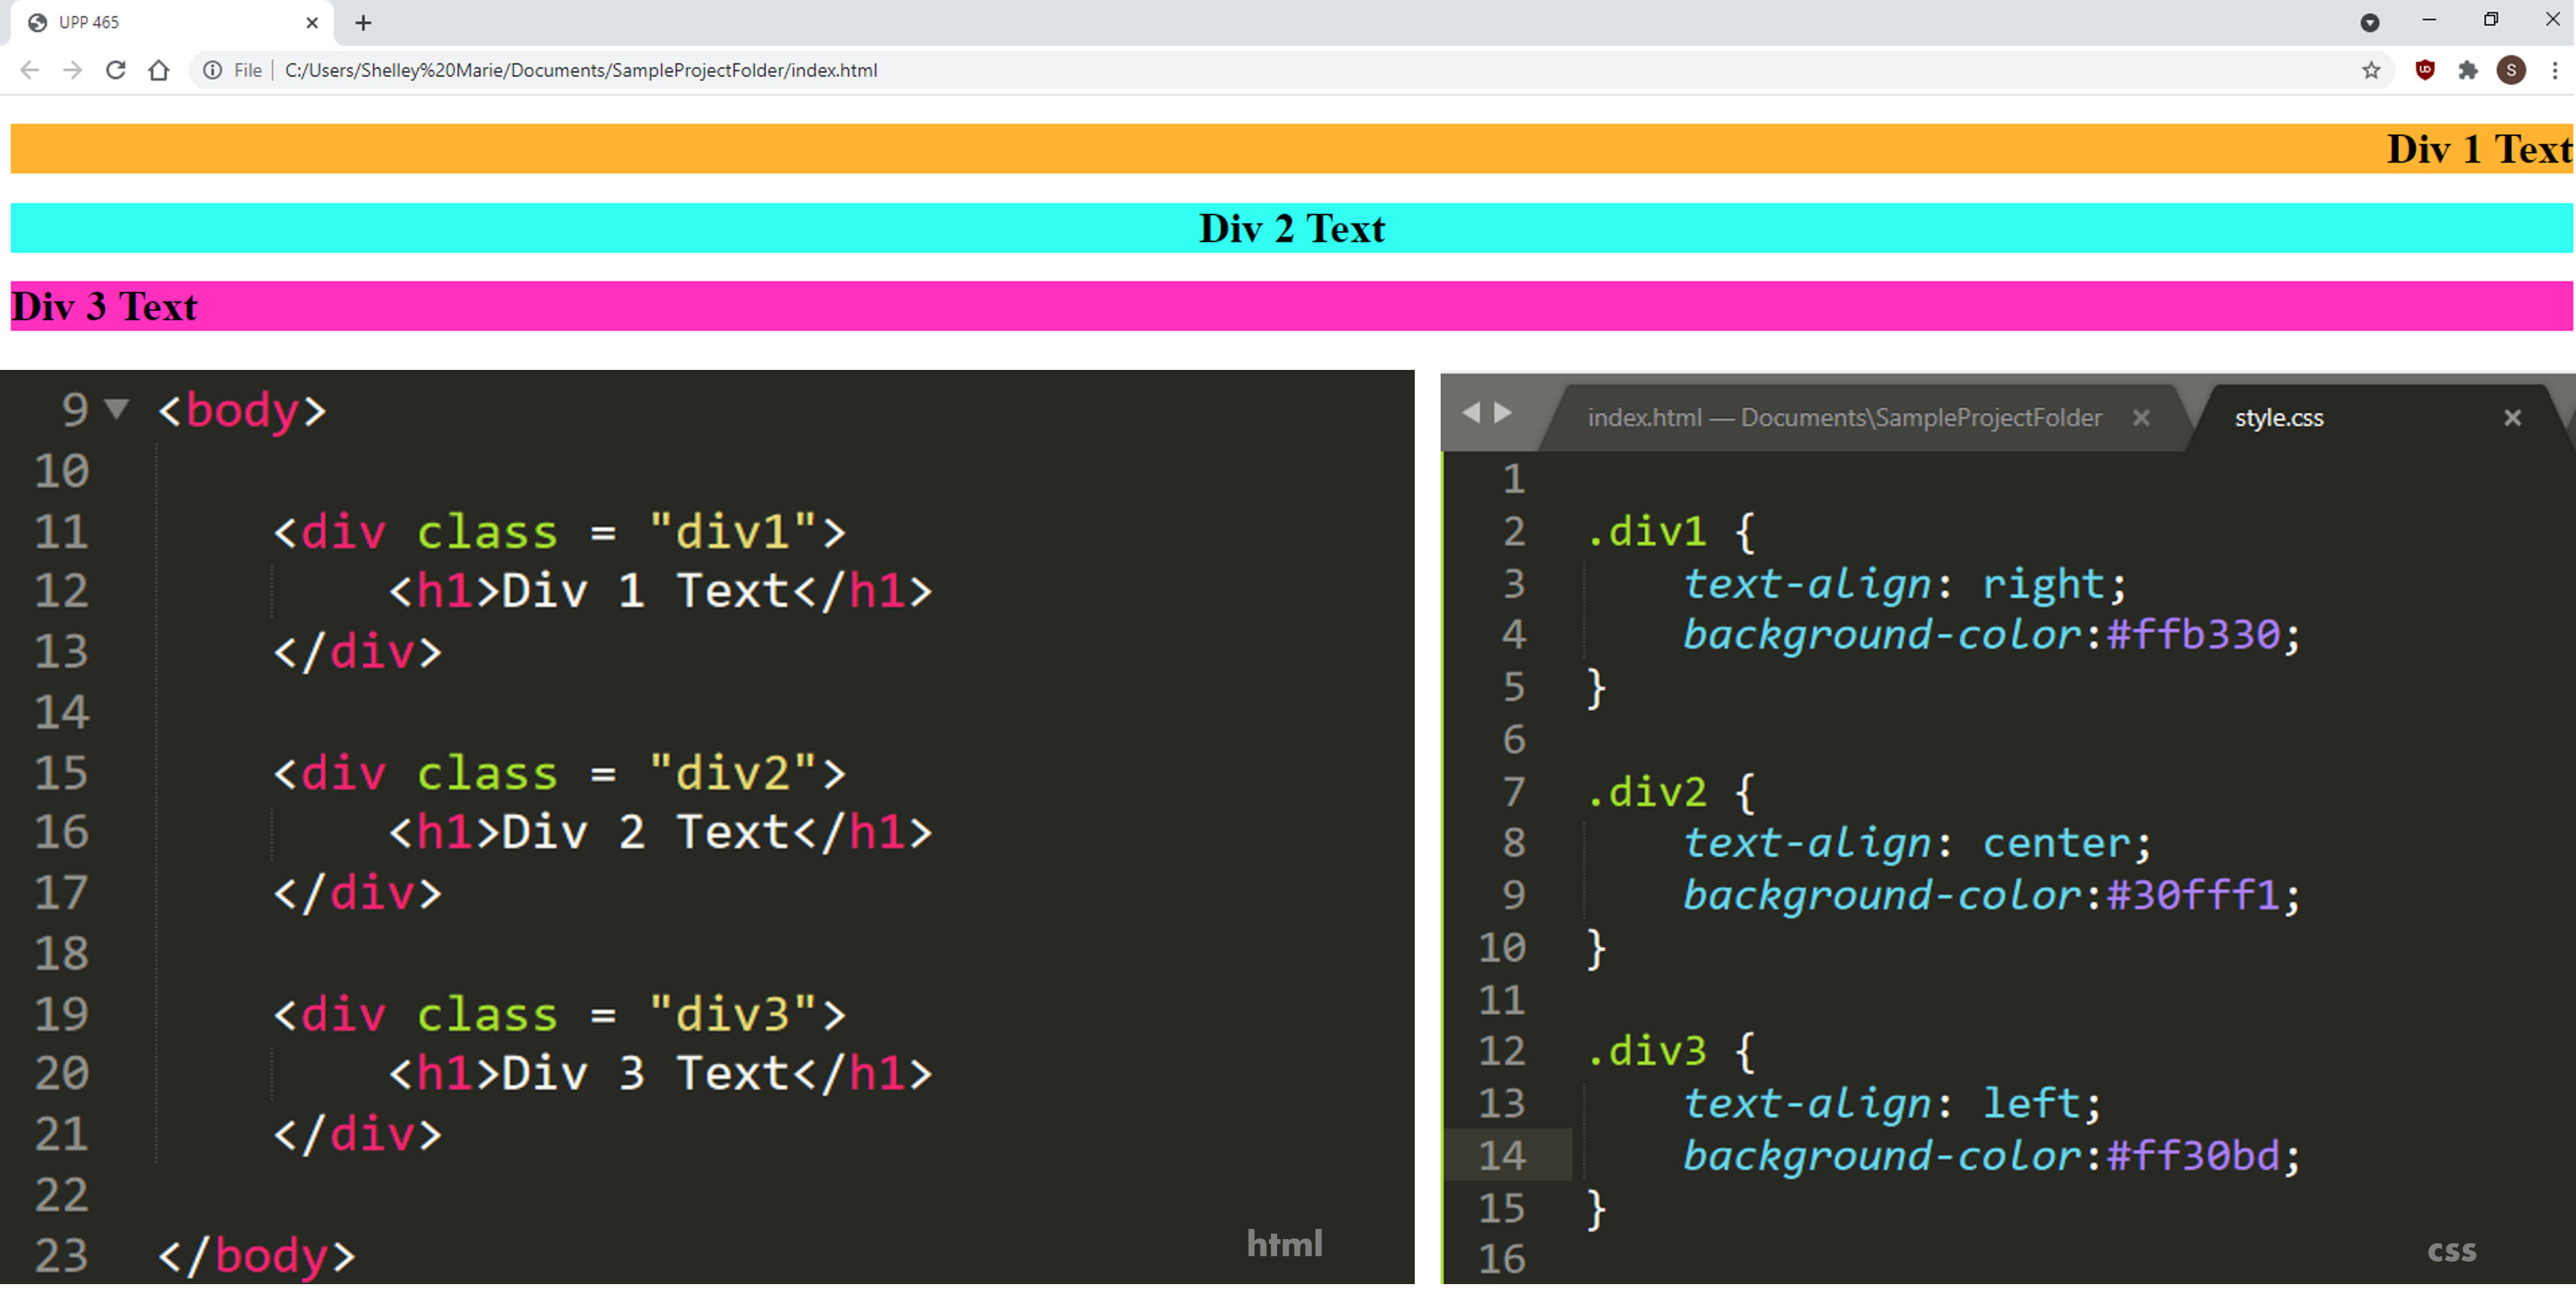 UPP 465
File C:/Users/Shelley%20Marie/Documents/SampleProjectFolder/index.html
S
Div 1 Text
Div 2 Text
Div 3 Text
9 <body>
10
11 <div class = "div1">
12 <h1>Div 1 Text</h1>
13 </div>
14
15 <div class = "div2">
16 <h1>Div 2 Text</h1>
17 </div>
18
19 <div class = "div3">
20 <h1>Div 3 Text</h1>
21 </div>
22
23 </body>
html
index.html — Documents\SampleProjectFolder
style.css
1
2 .div1 {
3 text-align: right;
4 background-color:#ffb330;
5 }
6
7 .div2 {
8 text-align: center;
9 background-color:#30fff1;
10 }
11
12 .div3 {
13 text-align: left;
14 background-color:#ff30bd;
15 }
16
css